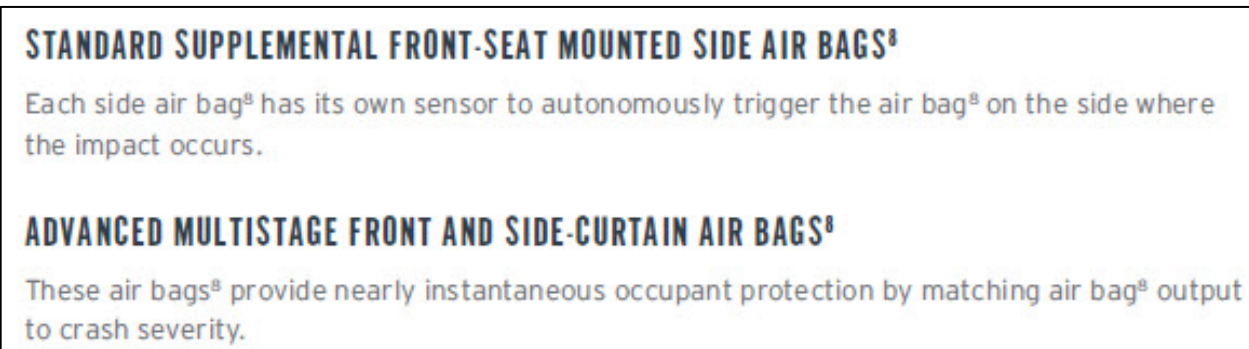 STANDARD SUPPLEMENTAL FRONT-SEAT MOUNTED SIDE AIR BAGS⁸
Each side air bag⁸ has its own sensor to autonomously trigger the air bag⁸ on the side where
the impact occurs.
ADVANCED MULTISTAGE FRONT AND SIDE-CURTAIN AIR BAGS⁸
These air bags⁸ provide nearly instantaneous occupant protection by matching air bag⁸ output
to crash severity.